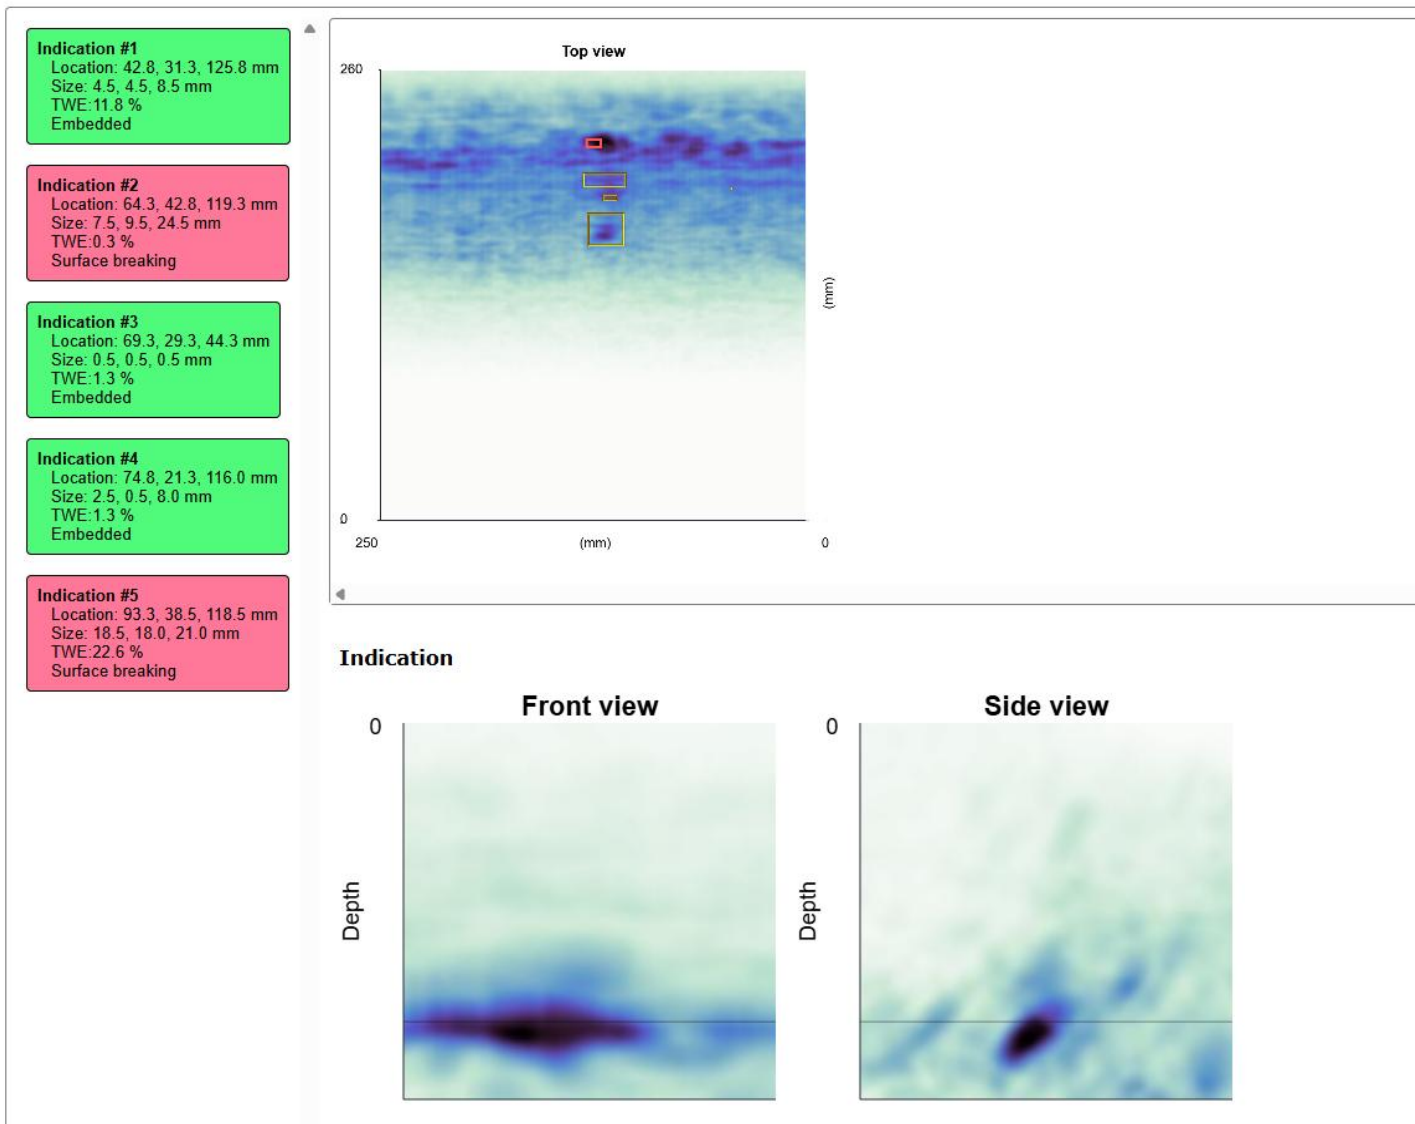 Indication #1
Location: 42.8, 31.3, 125.8 mm
Size: 4.5, 4.5, 8.5 mm
TWE:11.8 %
Embedded
Indication #2
Location: 64.3, 42.8, 119.3 mm
Size: 7.5, 9.5, 24.5 mm
TWE:0.3 %
Surface breaking
Indication #3
Location: 69.3, 29.3, 44.3 mm
Size: 0.5, 0.5, 0.5 mm
TWE:1.3 %
Embedded
Indication #4
Location: 74.8, 21.3, 116.0 mm
Size: 2.5, 0.5, 8.0 mm
TWE:1.3 %
Embedded
Indication #5
Location: 93.3, 38.5, 118.5 mm
Size: 18.5, 18.0, 21.0 mm
TWE:22.6 %
Surface breaking
Top view
260
(mm)
0
250
(mm)
0
Indication
Front view
0
Depth
Side view
0
Depth